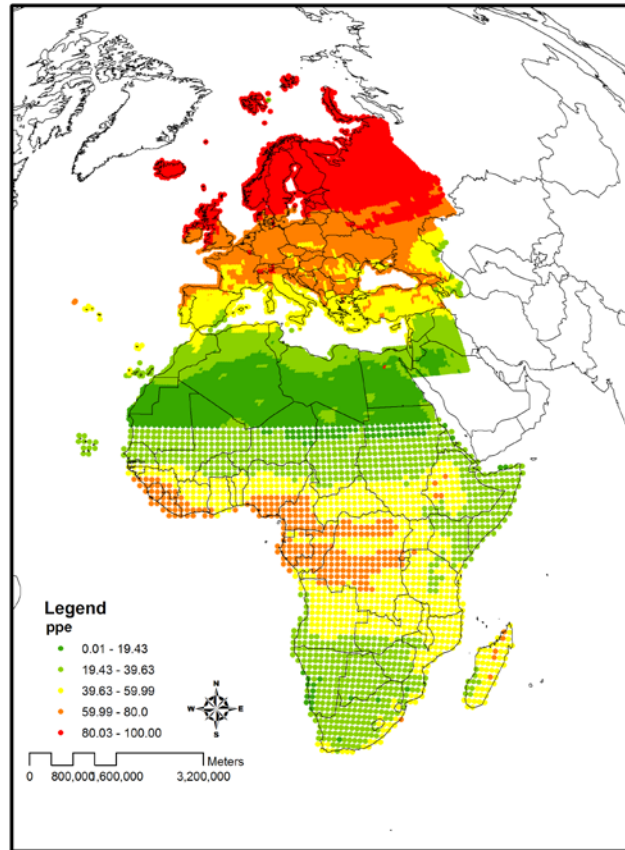 Legend
ppe
0.01 - 19.43
19.43 - 39.63
39.63 - 59.99
59.99 - 80.0
80.03 - 100.00
N
W E
S
Meters
0 800,000 1,600,000 3,200,000